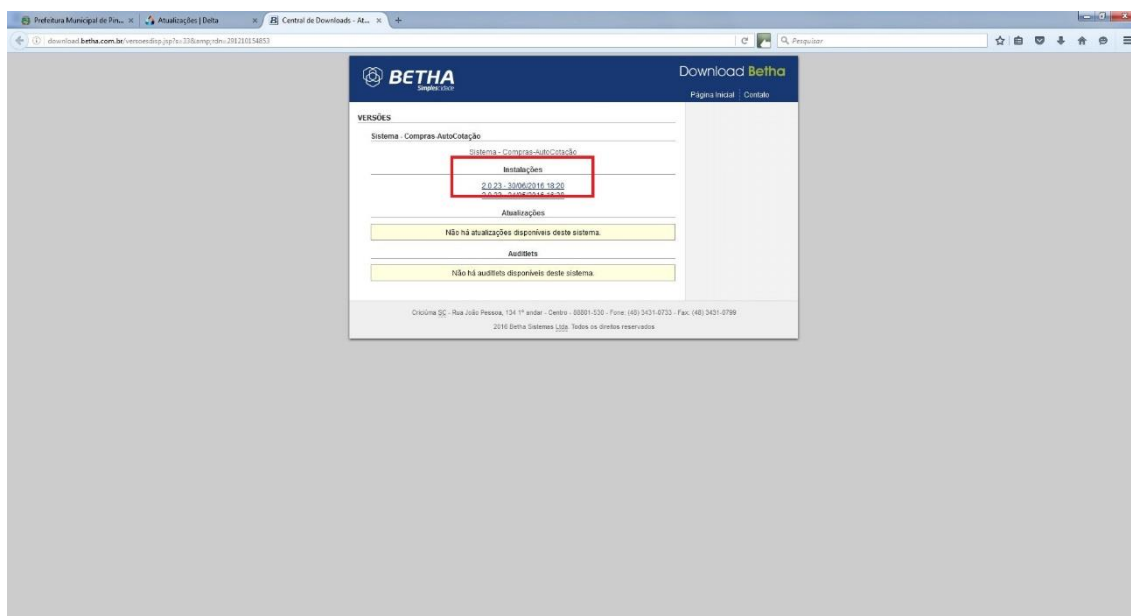 Prefeitura Municipal de Pin... × Atualizações | Delta × Central de Downloads - At... × +
download.betha.com.br/versoesdisp.jsp?s=33&amp;rdn=201210154853 Pesquisar
BETHA
Simplescidade
Download Betha
Página Inicial Contato
VERSÕES
Sistema - Compras-AutoCotação
Sistema - Compras-AutoCotação
Instalações
2.0.23 - 30/06/2016 18:20
Atualizações
Não há atualizações disponíveis deste sistema.
Auditlets
Não há auditlets disponíveis deste sistema.
Criciúma SC - Rua João Pessoa, 134 1º andar - Centro - 88801-530 - Fone: (48) 3431-0733 - Fax: (48) 3431-0799
2016 Betha Sistemas Ltda. Todos os direitos reservados